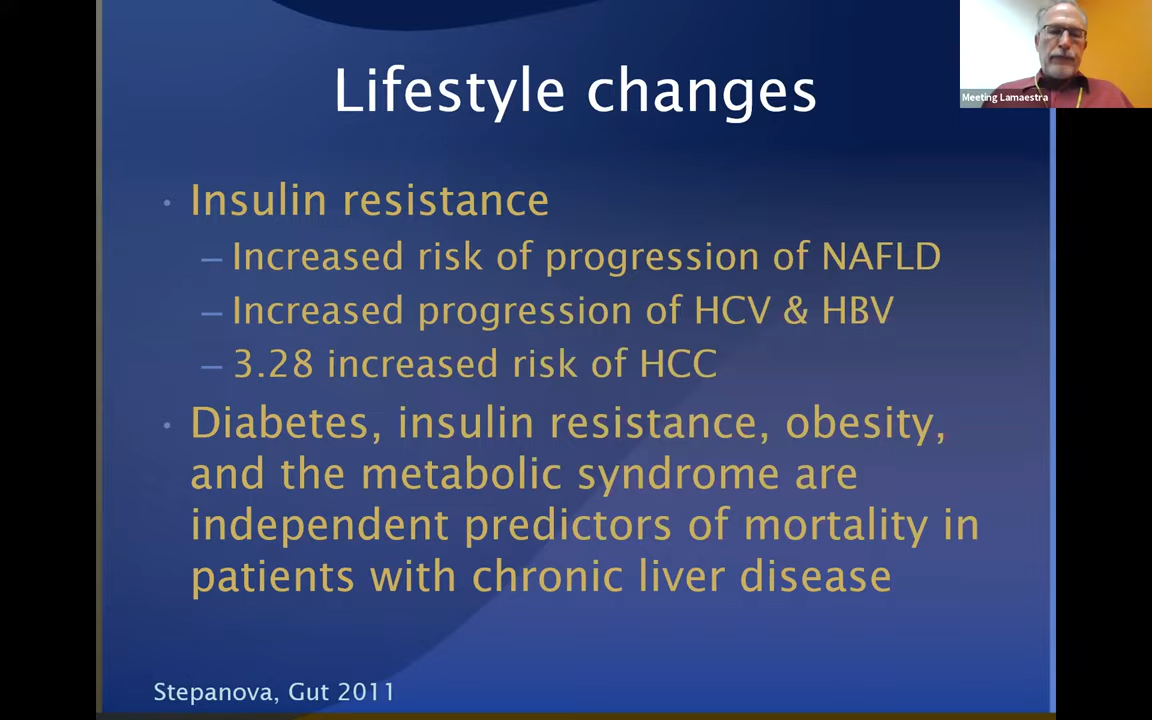 Lifestyle changes
Meeting Lamaestra
• Insulin resistance
– Increased risk of progression of NAFLD
– Increased progression of HCV & HBV
– 3.28 increased risk of HCC
• Diabetes, insulin resistance, obesity,
and the metabolic syndrome are
independent predictors of mortality in
patients with chronic liver disease
Stepanova, Gut 2011